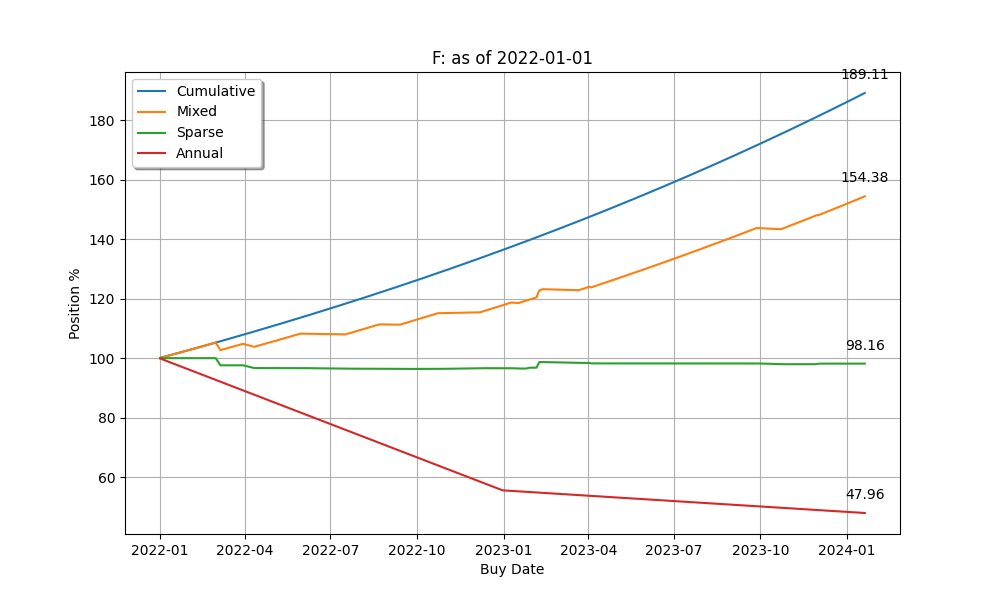 F: as of 2022-01-01
189.11
Cumulative
Mixed
Sparse
Annual
154.38
98.16
47.96
180
160
140
120
100
80
60
Position %
2022-01 2022-04 2022-07 2022-10 2023-01 2023-04 2023-07 2023-10 2024-01
Buy Date